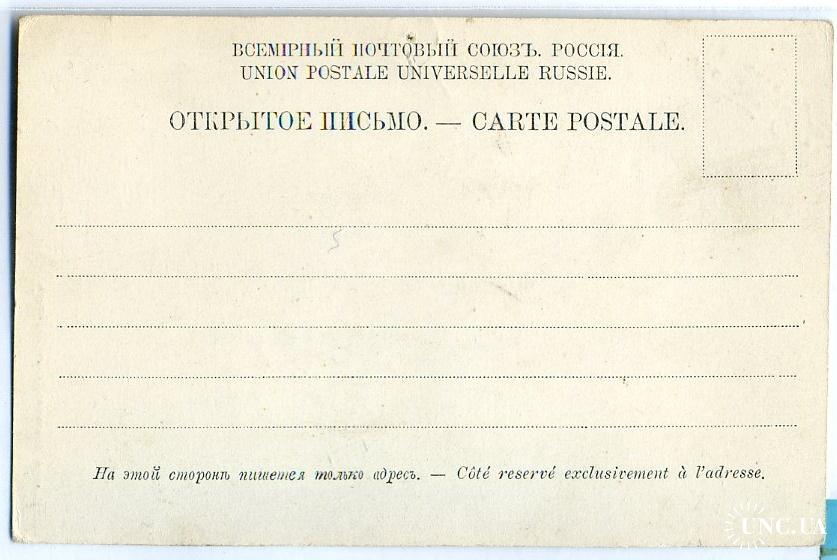 ВСЕМІРНЫЙ ПОЧТОВЫЙ СОЮЗЪ. РОССІЯ.
UNION POSTALE UNIVERSELLE RUSSIE.
ОТКРЫТОЕ ПИСЬМО. — CARTE POSTALE.
5
На этой сторонѣ пишется только адресъ. — Côté reservé exclusivement à l'adresse.
UNC.UA